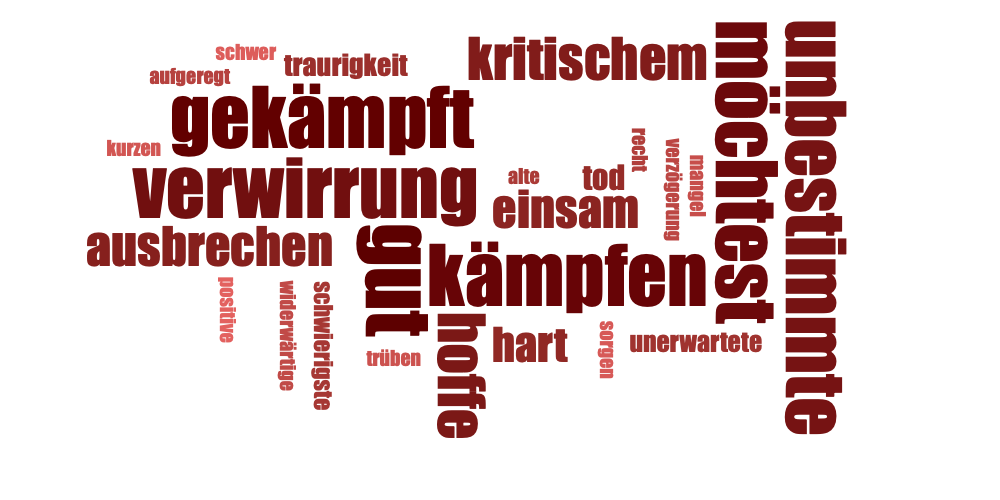 schwer
traurigkeit
aufgeregt
kritischem
gekämpft
kurzen
verwirrung
alte
tod
einsam
recht
verzögerung
mangel
möchtest
unbestimmte
ausbrechen
gut
kämpfen
positive
widerwärtige
schwierigste
trüben
hoffe
hart
sorgen
unerwartete